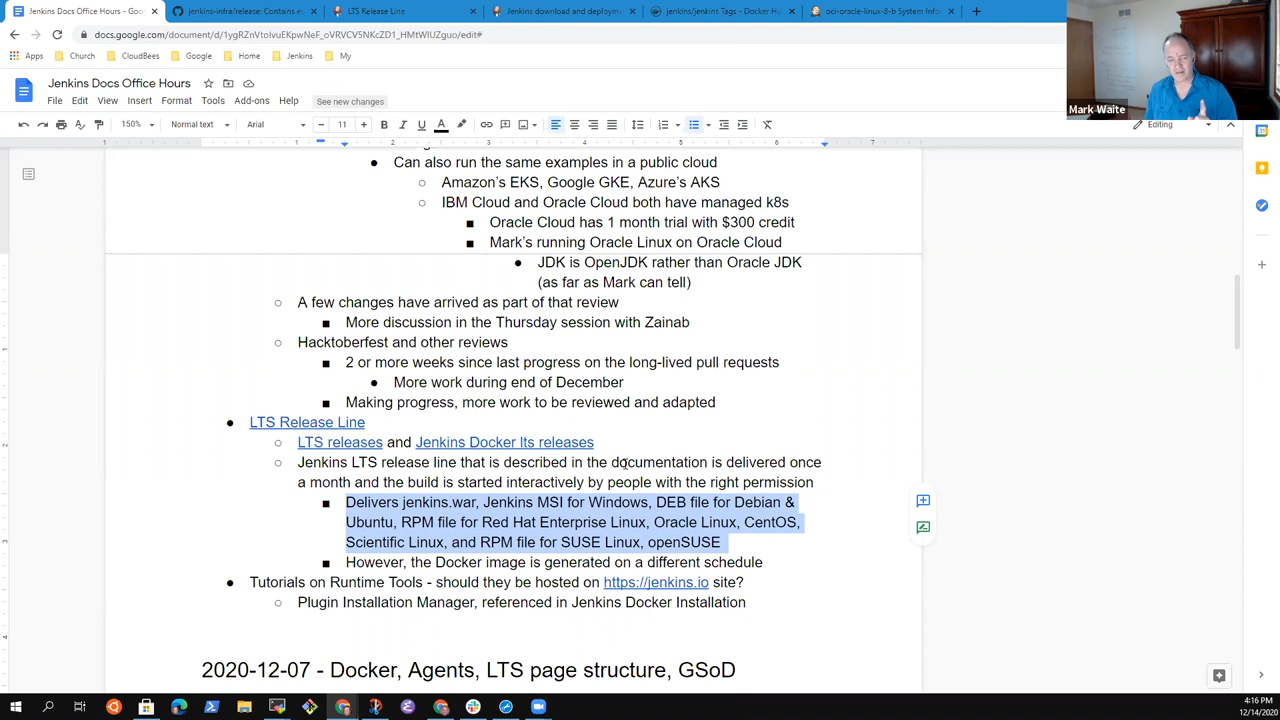 Jenkins Docs Office Hours - Goo
jenkins-infra/release: Contains e
LTS Release Line
Jenkins download and deployme
jenkins/jenkins Tags - Docker Hu
oci-oracle-linux-8-b System Info
Apps
Church
CloudBees
Google
Home
Jenkins
My
Jenkins Docs Office Hours
File Edit View Insert Format Tools Add-ons Help See new changes
150% Normal text Arial 11 Editing
Mark Waite
1 1 2 3 4 5 6 7
Can also run the same examples in a public cloud
Amazon's EKS, Google GKE, Azure's AKS
IBM Cloud and Oracle Cloud both have managed k8s
Oracle Cloud has 1 month trial with $300 credit
Mark's running Oracle Linux on Oracle Cloud
JDK is OpenJDK rather than Oracle JDK
(as far as Mark can tell)
A few changes have arrived as part of that review
More discussion in the Thursday session with Zainab
Hacktoberfest and other reviews
2 or more weeks since last progress on the long-lived pull requests
More work during end of December
Making progress, more work to be reviewed and adapted
LTS Release Line
LTS releases and Jenkins Docker lts releases
Jenkins LTS release line that is described in the documentation is delivered once
a month and the build is started interactively by people with the right permission
Delivers jenkins.war, Jenkins MSI for Windows, DEB file for Debian &
Ubuntu, RPM file for Red Hat Enterprise Linux, Oracle Linux, CentOS,
Scientific Linux, and RPM file for SUSE Linux, openSUSE
However, the Docker image is generated on a different schedule
Tutorials on Runtime Tools - should they be hosted on https://jenkins.io site?
Plugin Installation Manager, referenced in Jenkins Docker Installation
2020-12-07 - Docker, Agents, LTS page structure, GSoD
4:16 PM
12/14/2020